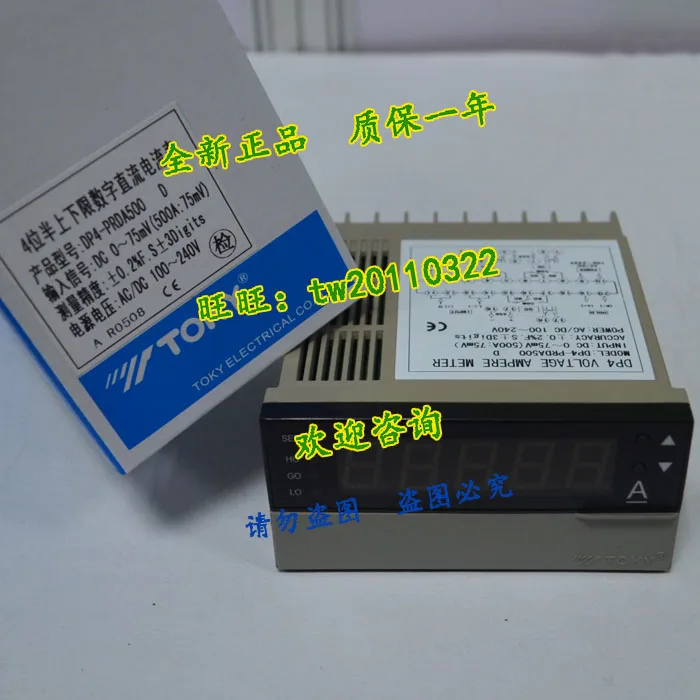 全新正品 质保一年
4位半上下限数字直流电流表
产品型号: DP4-PRDA500 D
输入信号: DC 0~75mV(500A:75mV)
测量精度: ±0.2%F.S±3Digits
电源电压: AC/DC 100~240V
A R0508 CE 检
TOKY®
TOKY ELECTRICAL CO
旺旺：tw20110322
DP4 VOLTAGE AMPERE METER
MODEL: DP4-PRDA500 D
INPUT: DC 0~75mV(500A:75mV)
ACCURACY: ±0.2%F.S±3Digits
POWER: AC/DC 100~240V
CE
欢迎咨询
GO
LO
A
请勿盗图 盗图必究
TOKY